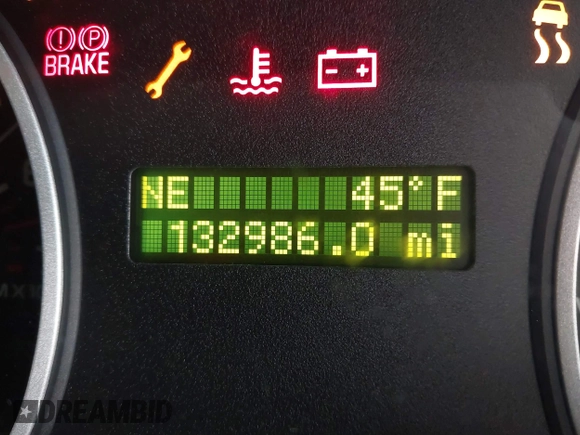 BRAKE
NE 45°F
132986.0 mi
DREAMBID